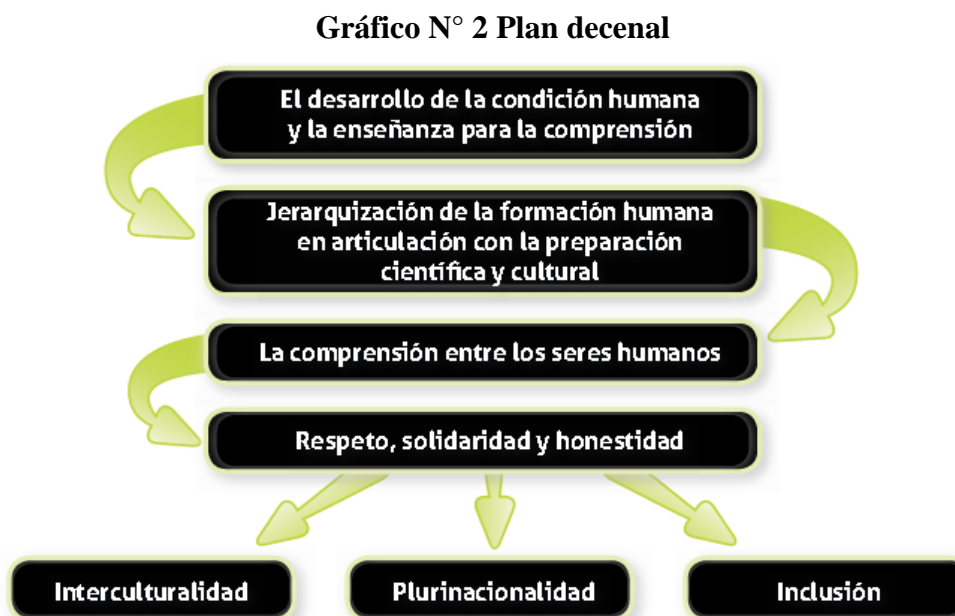 Gráfico N° 2 Plan decenal
El desarrollo de la condición humana
y la enseñanza para la comprensión
Jerarquización de la formación humana
en articulación con la preparación
científica y cultural
La comprensión entre los seres humanos
Respeto, solidaridad y honestidad
Interculturalidad
Plurinacionalidad
Inclusión